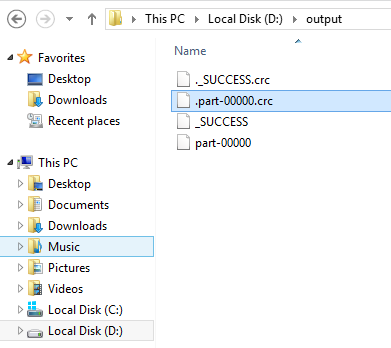 This PC Local Disk (D:) output
Name
Favorites
Desktop
Downloads
Recent places
This PC
Desktop
Documents
Downloads
Music
Pictures
Videos
Local Disk (C:)
Local Disk (D:)
._SUCCESS.crc
.part-00000.crc
_SUCCESS
part-00000